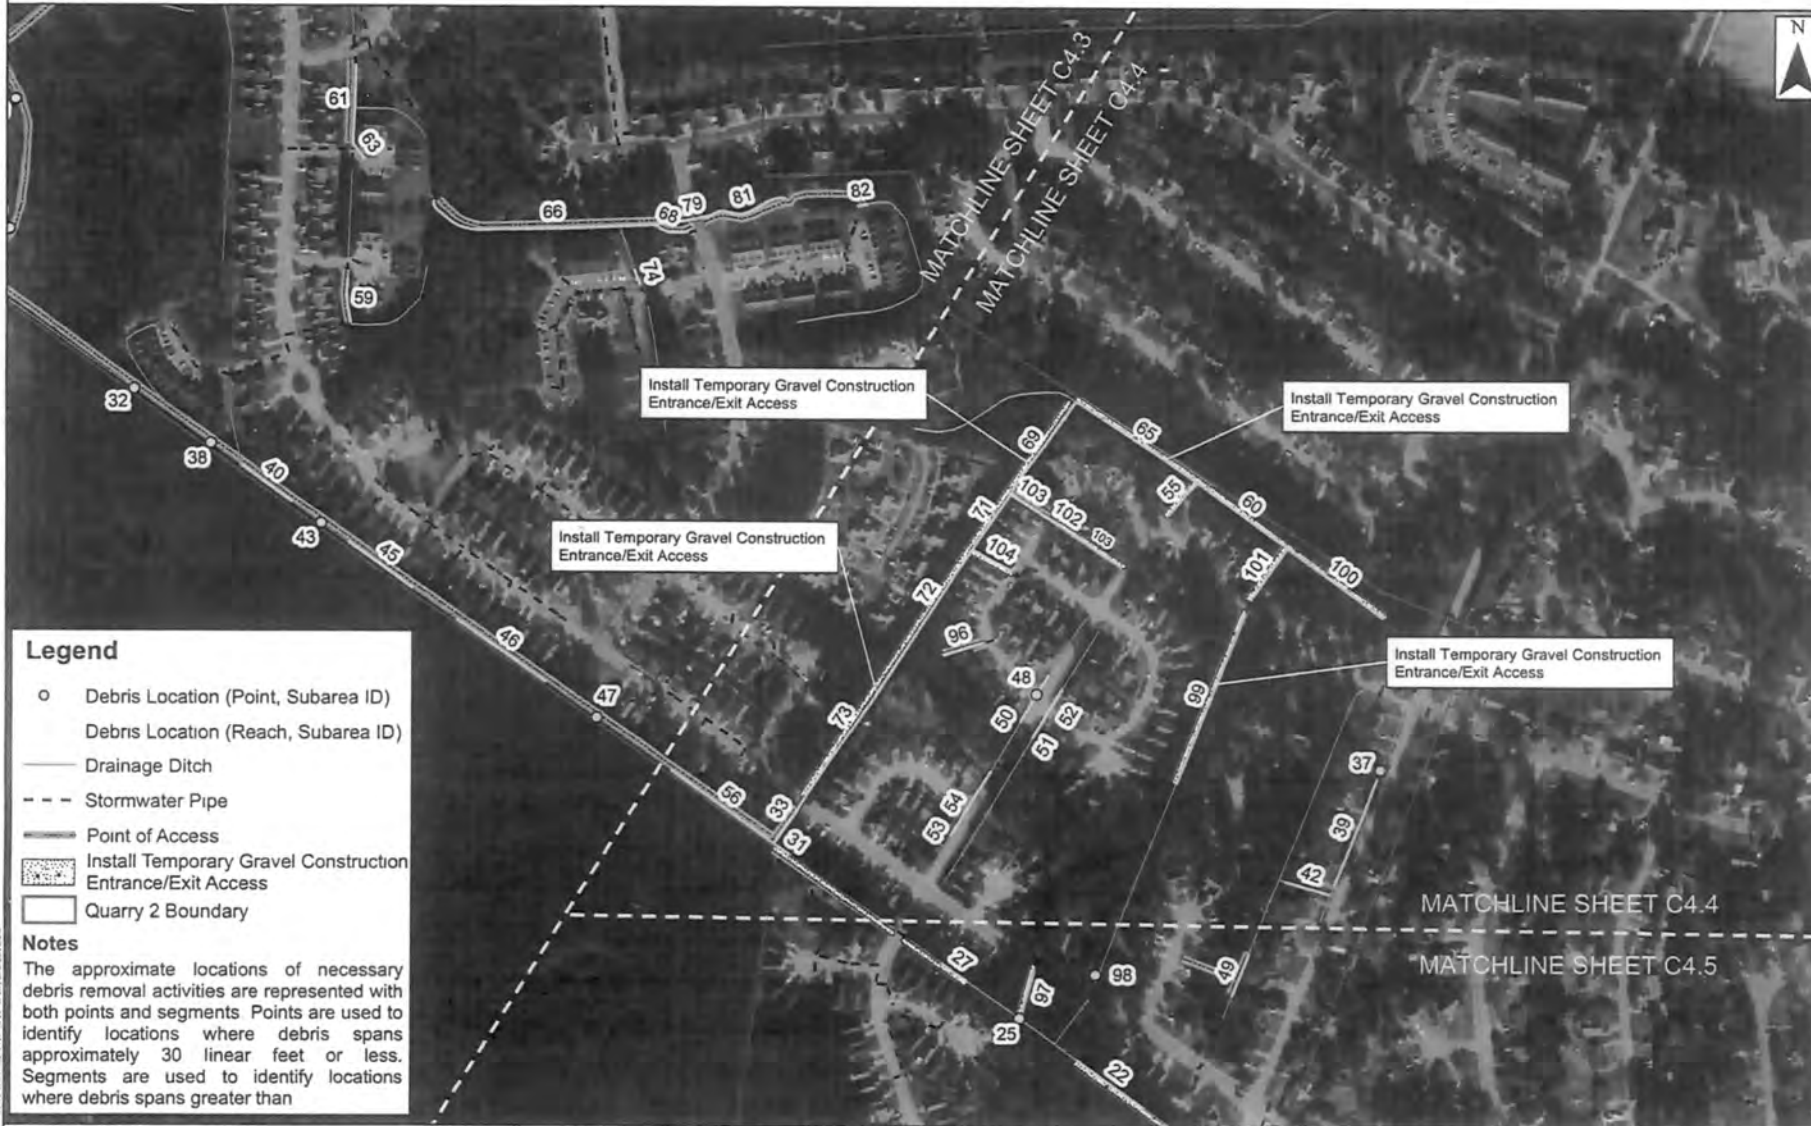 N
MATCHLINE SHEET C4.3
MATCHLINE SHEET C4.4
61
63
66
68
79
81
82
59
74
32
38
40
43
45
46
47
56
Install Temporary Gravel Construction
Entrance/Exit Access
Install Temporary Gravel Construction
Entrance/Exit Access
Install Temporary Gravel Construction
Entrance/Exit Access
Install Temporary Gravel Construction
Entrance/Exit Access
69
65
55
60
103
102
103
71
104
101
100
72
96
99
73
48
50
51
52
33
31
53
54
37
39
42
MATCHLINE SHEET C4.4
MATCHLINE SHEET C4.5
27
97
98
49
25
22
Legend
Debris Location (Point, Subarea ID)
Debris Location (Reach, Subarea ID)
Drainage Ditch
Stormwater Pipe
Point of Access
Install Temporary Gravel Construction
Entrance/Exit Access
Quarry 2 Boundary
Notes
The approximate locations of necessary
debris removal activities are represented with
both points and segments Points are used to
identify locations where debris spans
approximately 30 linear feet or less.
Segments are used to identify locations
where debris spans greater than